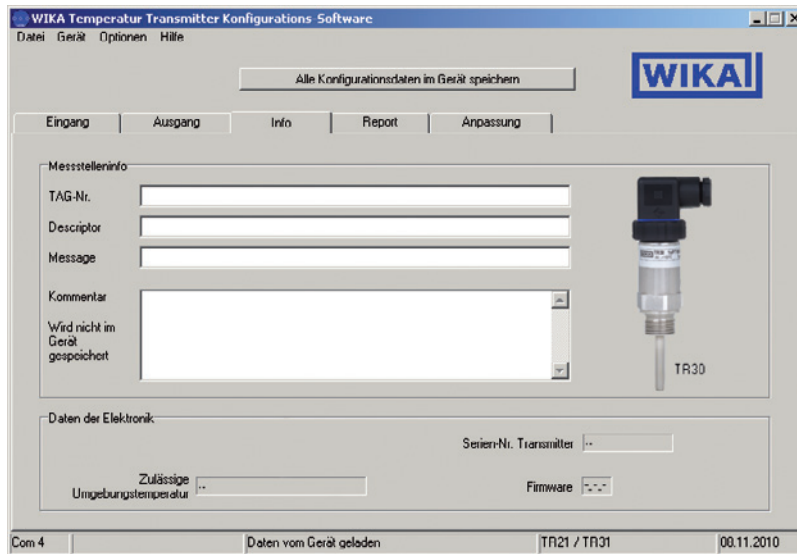 WIKA Temperatur Transmitter Konfigurations-Software
Datei Gerät Optionen Hilfe
Alle Konfigurationsdaten im Gerät speichern
WIKA
Eingang Ausgang Info Report Anpassung
Messstelleninfo
TAG-Nr.
Descriptor
Message
Kommentar
Wird nicht im
Gerät
gespeichert
TR30
Daten der Elektronik
Serien-Nr. Transmitter --
Zulässige
Umgebungstemperatur --
Firmware -.-.-
Com 4 Daten vom Gerät geladen TR21 / TR31 00.11.2010